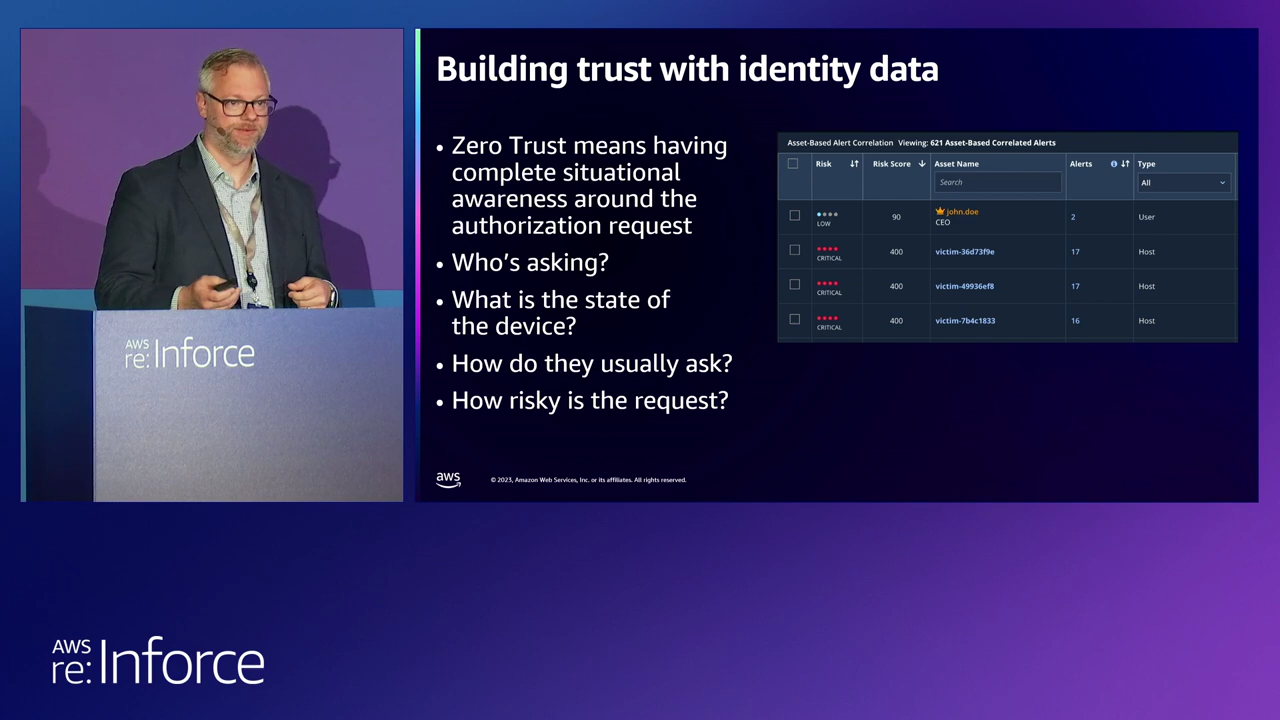 Building trust with identity data
• Zero Trust means having
complete situational
awareness around the
authorization request
• Who's asking?
• What is the state of
the device?
• How do they usually ask?
• How risky is the request?
Asset-Based Alert Correlation Viewing: 621 Asset-Based Correlated Alerts
Risk Risk Score Asset Name Alerts Type
Search All
LOW 90 john.doe CEO 2 User
CRITICAL 400 victim-36d73f9e 17 Host
CRITICAL 400 victim-49936ef8 17 Host
CRITICAL 400 victim-7b4c1833 16 Host
aws © 2023, Amazon Web Services, Inc. or its affiliates. All rights reserved.
AWS
re:Inforce
AWS
re:Inforce